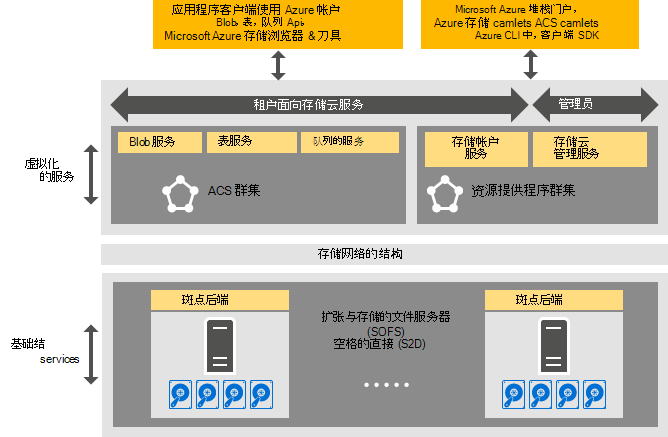 应用程序客户端使用 Azure 帐户
Blob, 表，队列 Api,
Microsoft Azure 存储浏览器 & 刀具
Microsoft Azure 堆栈门户，
Azure 存储 camlets ACS camlets
Azure CLI 中，客户端 SDK
租户面向存储云服务
管理员
Blob 服务
表服务
队列的服务
存储帐户
服务
存储云
管理服务
虚拟化
的服务
ACS 群集
资源提供程序群集
存储网络的结构
斑点后端
扩张与存储的文件服务器
(SOFS)
空格的直接 (S2D)
斑点后端
基础结
services